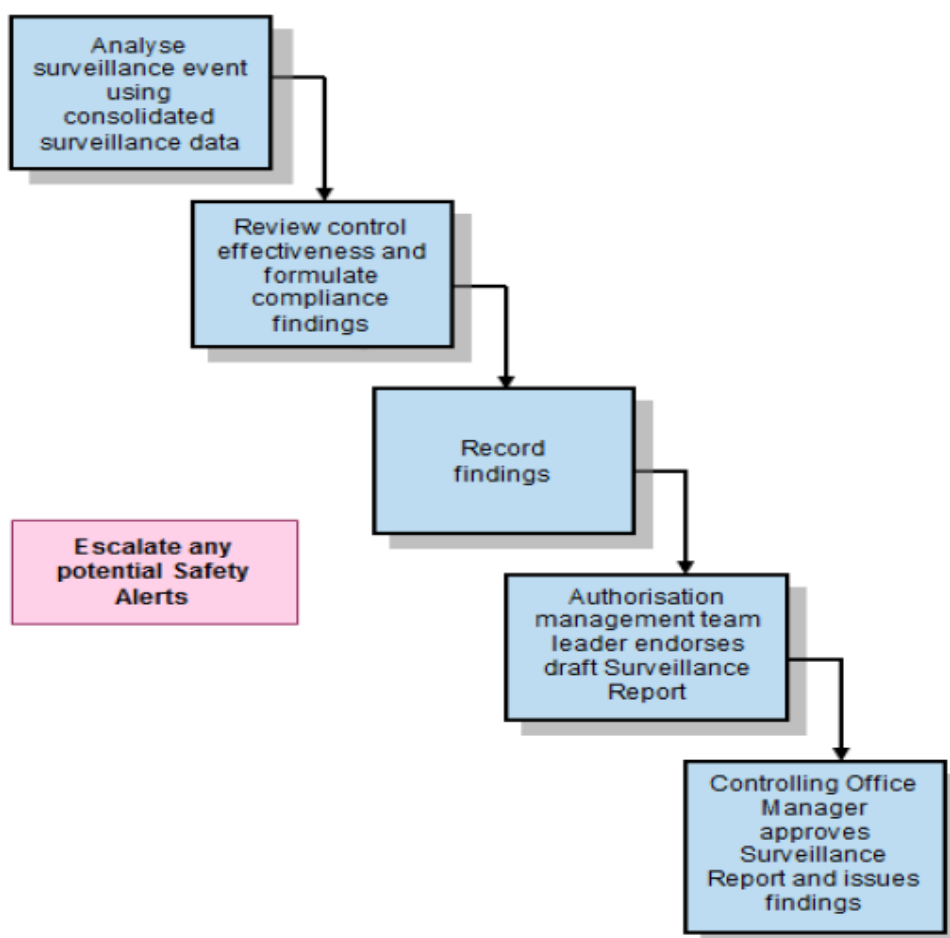 Analyse
surveillance event
using
consolidated
surveillance data
Review control
effectiveness and
formulate
compliance
findings
Record
findings
Escalate any
potential Safety
Alerts
Authorisation
management team
leader endorses
draft Surveillance
Report
Controlling Office
Manager
approves
Surveillance
Report and issues
findings